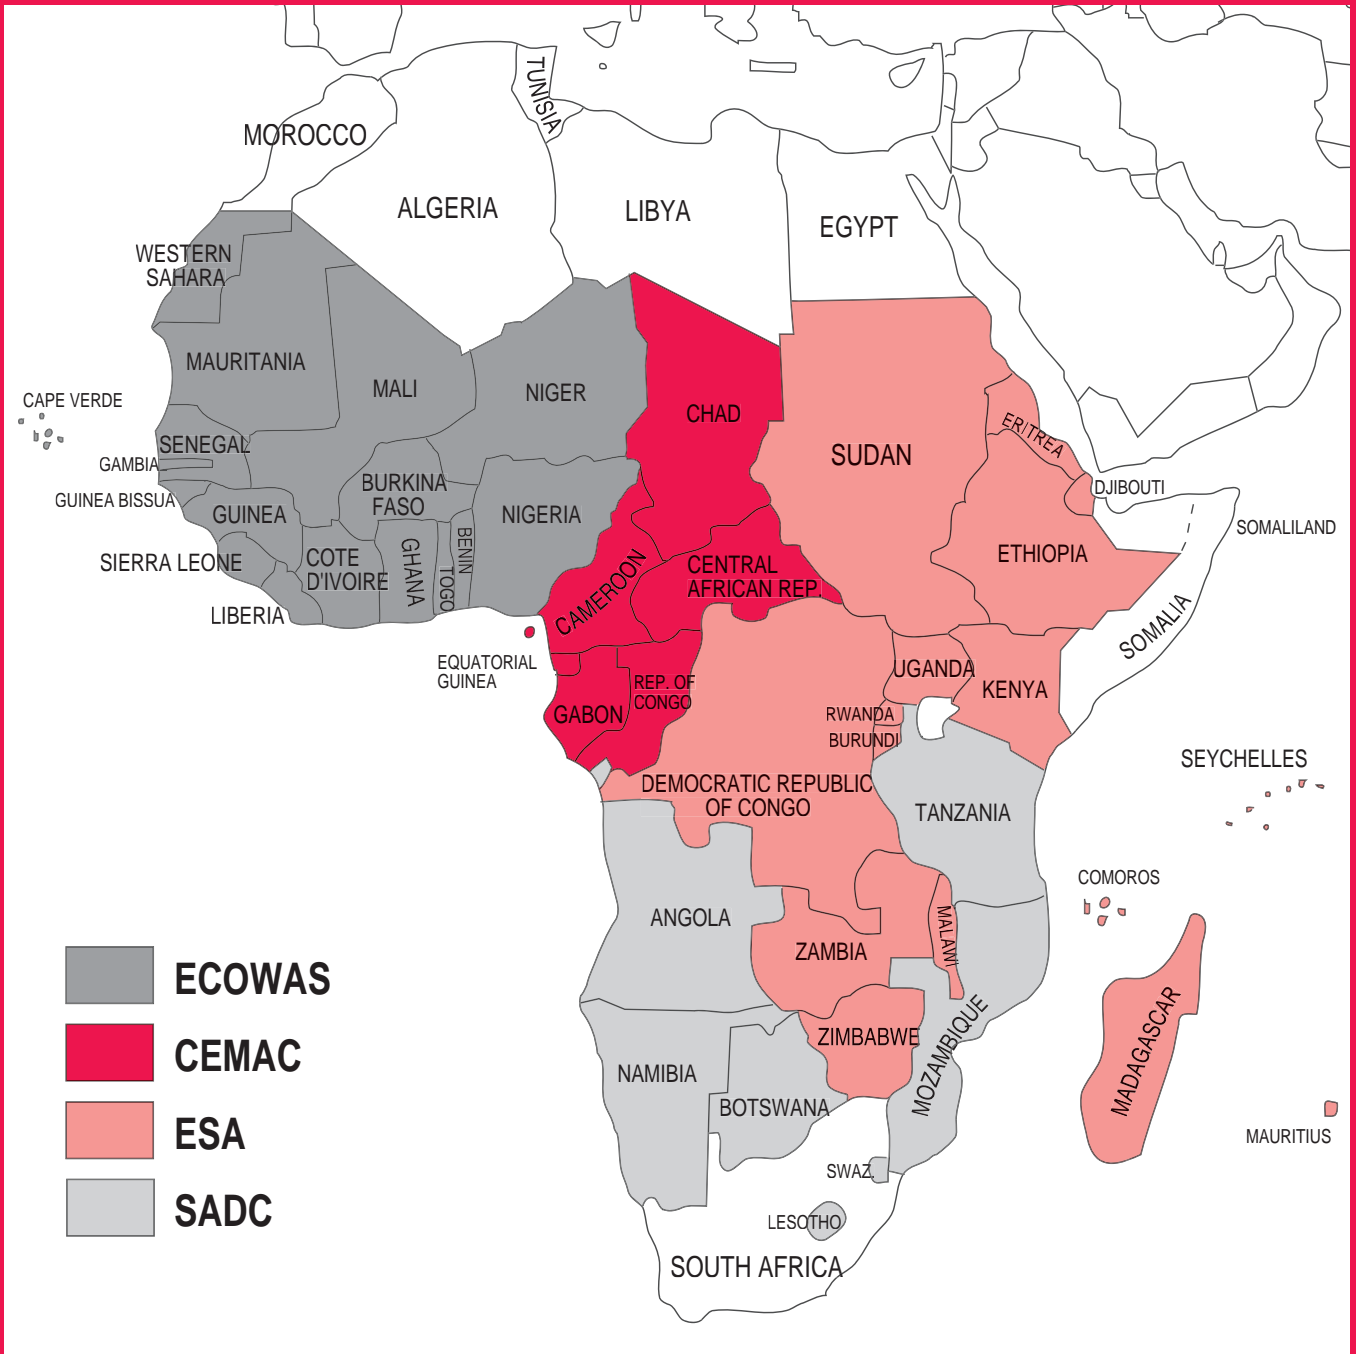 TUNISIA
MOROCCO
ALGERIA
LIBYA
EGYPT
WESTERN
SAHARA
MAURITANIA
MALI
NIGER
CHAD
SUDAN
ERITREA
CAPE VERDE
SENEGAL
GAMBIA
GUINEA BISSUA
GUINEA
BURKINA
FASO
NIGERIA
DJIBOUTI
SOMALILAND
SIERRA LEONE
COTE
D'IVOIRE
GHANA
TOGO
BENIN
LIBERIA
CAMEROON
CENTRAL
AFRICAN REP.
ETHIOPIA
SOMALIA
EQUATORIAL
GUINEA
GABON
REP. OF
CONGO
UGANDA
KENYA
RWANDA
BURUNDI
DEMOCRATIC REPUBLIC
OF CONGO
TANZANIA
SEYCHELLES
COMOROS
ANGOLA
ZAMBIA
MALAWI
MOZAMBIQUE
ZIMBABWE
MADAGASCAR
MAURITIUS
NAMIBIA
BOTSWANA
SWAZ.
LESOTHO
SOUTH AFRICA
ECOWAS
CEMAC
ESA
SADC